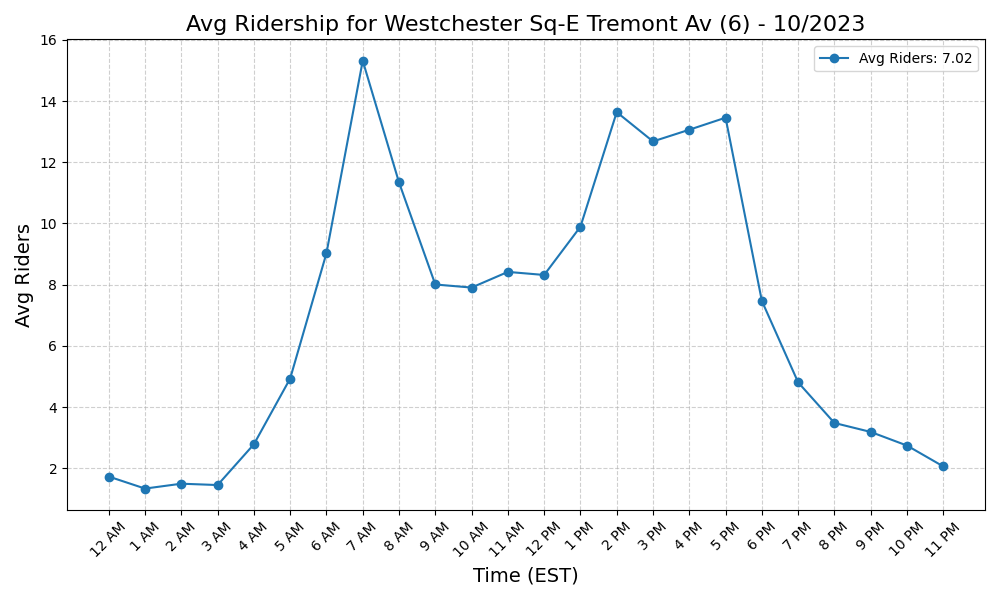 Avg Ridership for Westchester Sq-E Tremont Av (6) - 10/2023
Avg Riders: 7.02
Avg Riders
16
14
12
10
8
6
4
2
12 AM
1 AM
2 AM
3 AM
4 AM
5 AM
6 AM
7 AM
8 AM
9 AM
10 AM
11 AM
12 PM
1 PM
2 PM
3 PM
4 PM
5 PM
6 PM
7 PM
8 PM
9 PM
10 PM
11 PM
Time (EST)